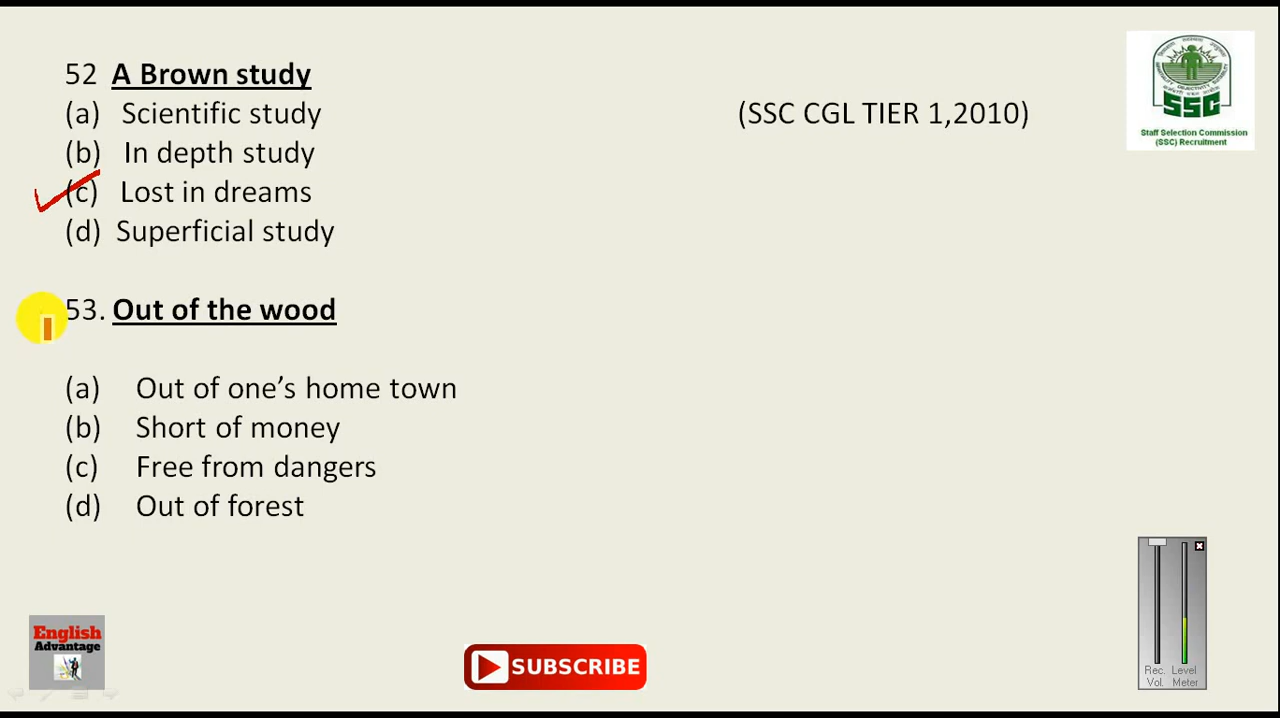 52 A Brown study
(a) Scientific study
(SSC CGL TIER 1,2010)
(b) In depth study
(c) Lost in dreams
(d) Superficial study
SSC
Staff Selection Commission
(SSC) Recruitment
53. Out of the wood
(a) Out of one’s home town
(b) Short of money
(c) Free from dangers
(d) Out of forest
English
Advantage
SUBSCRIBE
Rec. Level
Vol. Meter